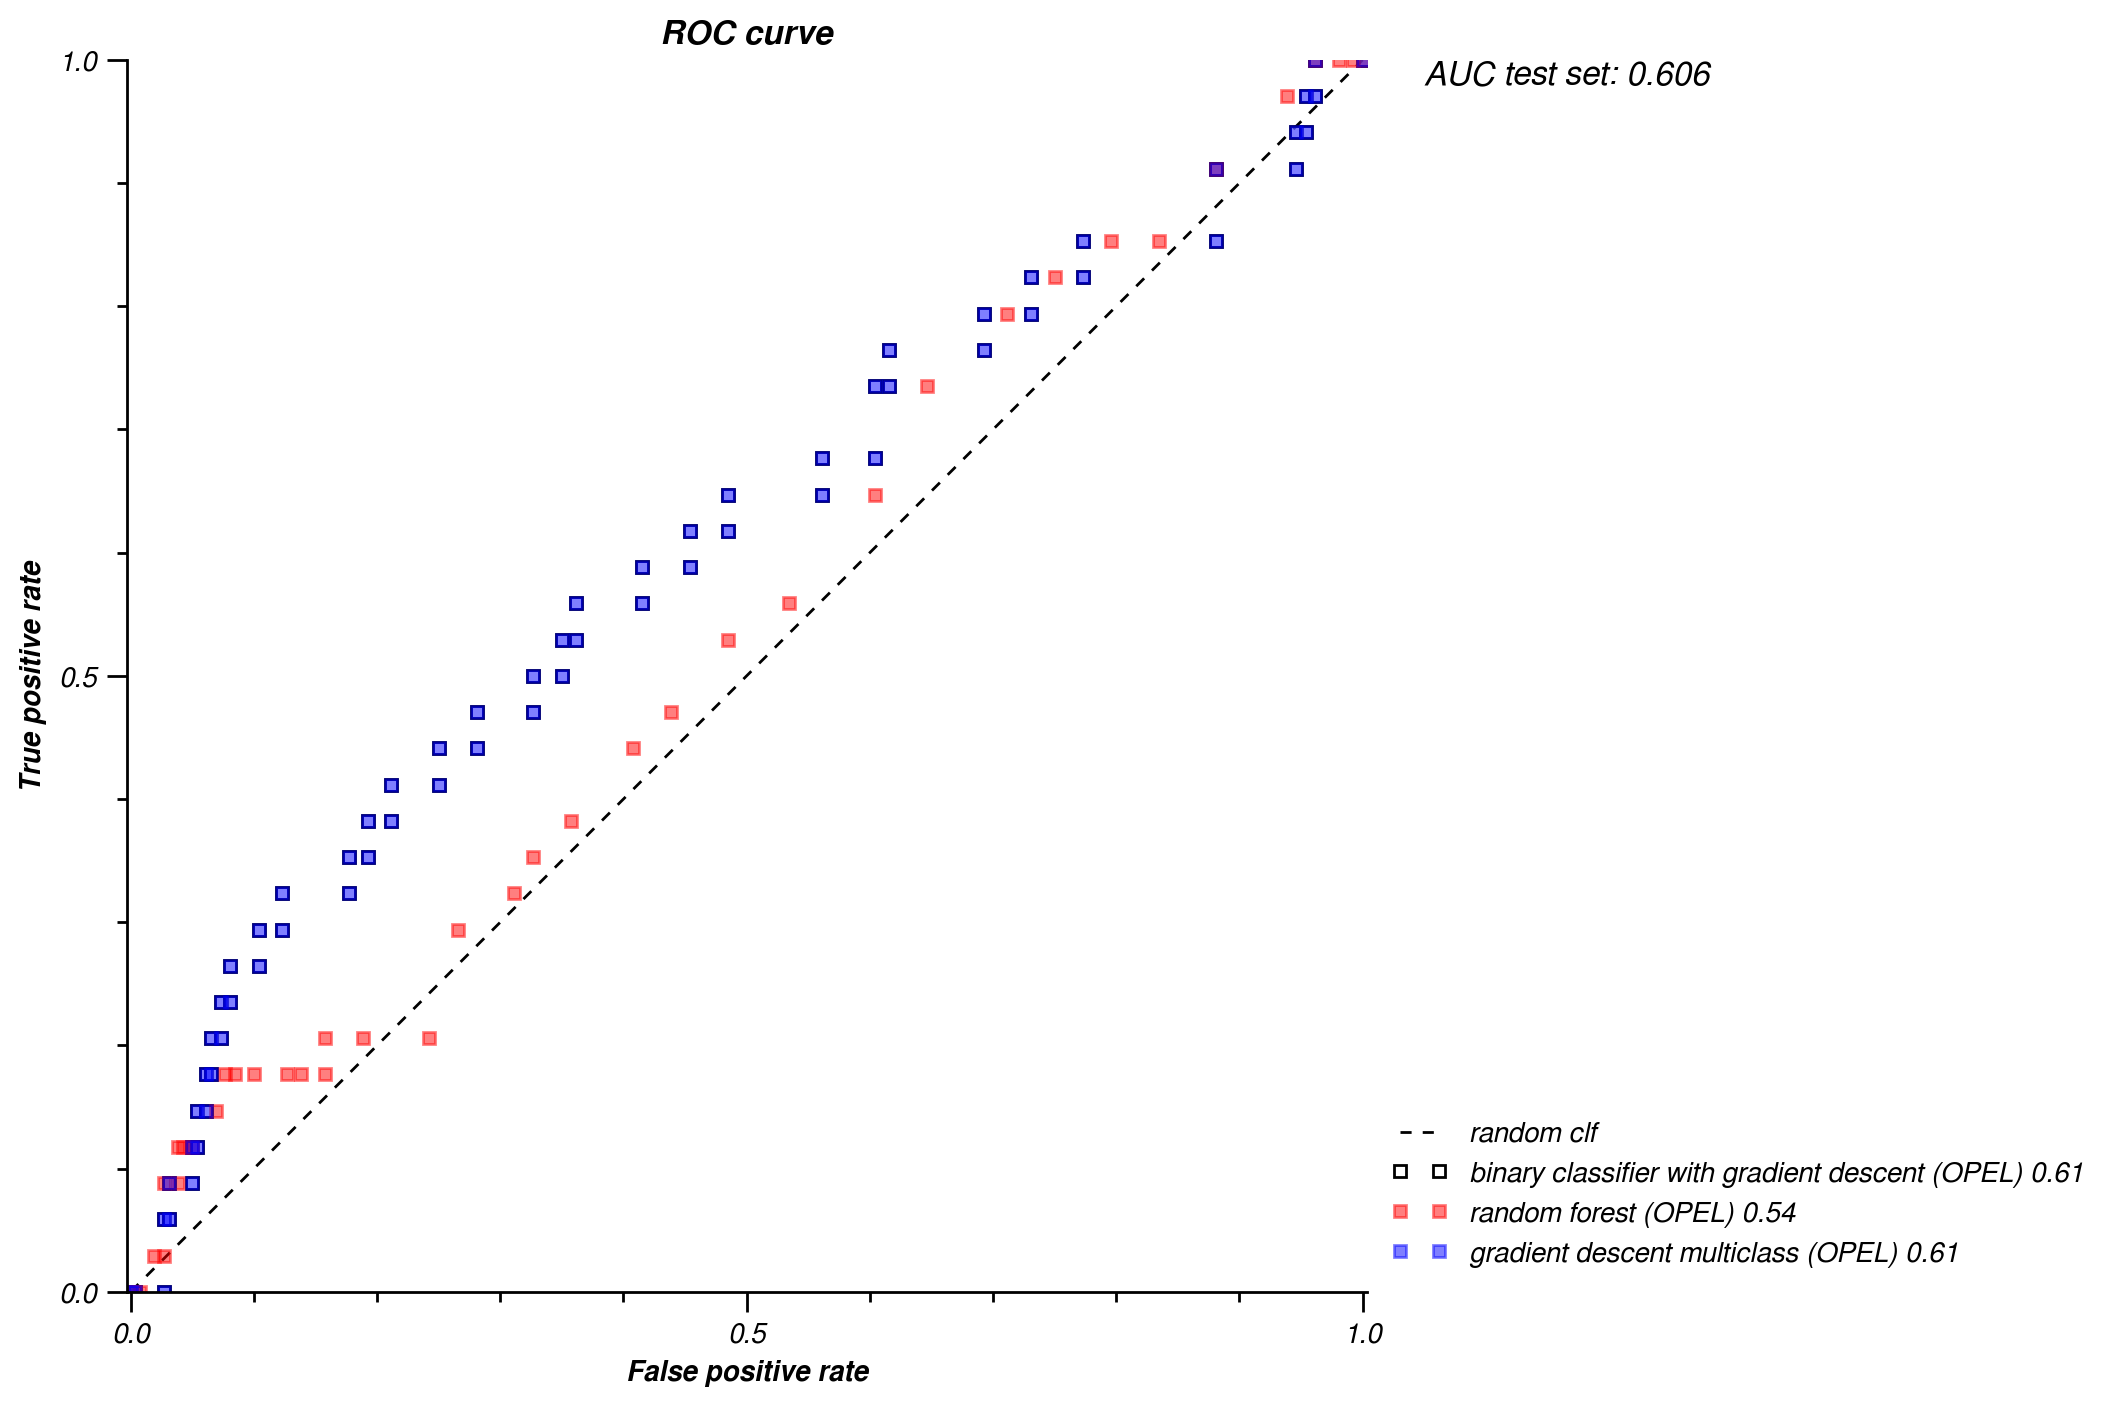 ROC curve
AUC test set: 0.606
1.0
0.5
0.0
True positive rate
0.0
0.5
1.0
False positive rate
random clf
binary classifier with gradient descent (OPEL) 0.61
random forest (OPEL) 0.54
gradient descent multiclass (OPEL) 0.61